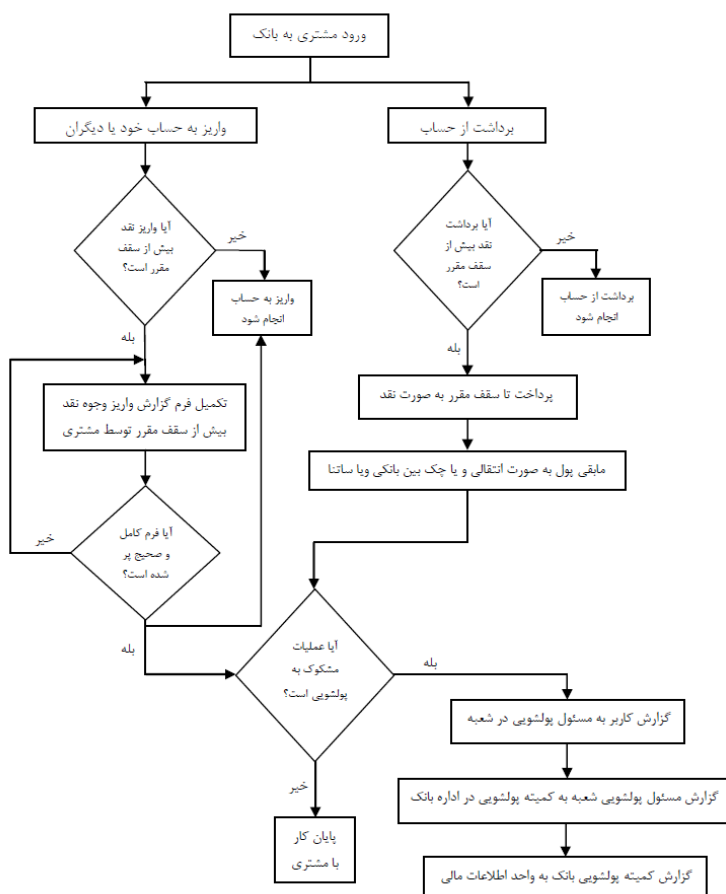 ورود مشتری به بانک
برداشت از حساب
واریز به حساب خود یا دیگران
آیا برداشت
نقد بیش از
سقف مقرر
است؟
خیر
برداشت از حساب
انجام شود
بله
آیا واریز نقد
بیش از سقف
مقرر است؟
خیر
واریز به حساب
انجام شود
بله
پرداخت تا سقف مقرر به صورت نقد
تکمیل فرم گزارش واریز وجوه نقد
بیش از سقف مقرر توسط مشتری
مابقی پول به صورت انتقالی و یا چک بین بانکی ویا ساتنا
آیا فرم کامل
و صحیح پر
شده است؟
خیر
بله
آیا عملیات
مشکوک به
پولشویی است؟
بله
گزارش کاربر به مسئول پولشویی در شعبه
گزارش مسئول پولشویی شعبه به کمیته پولشویی در اداره بانک
گزارش کمیته پولشویی بانک به واحد اطلاعات مالی
خیر
پایان کار
با مشتری